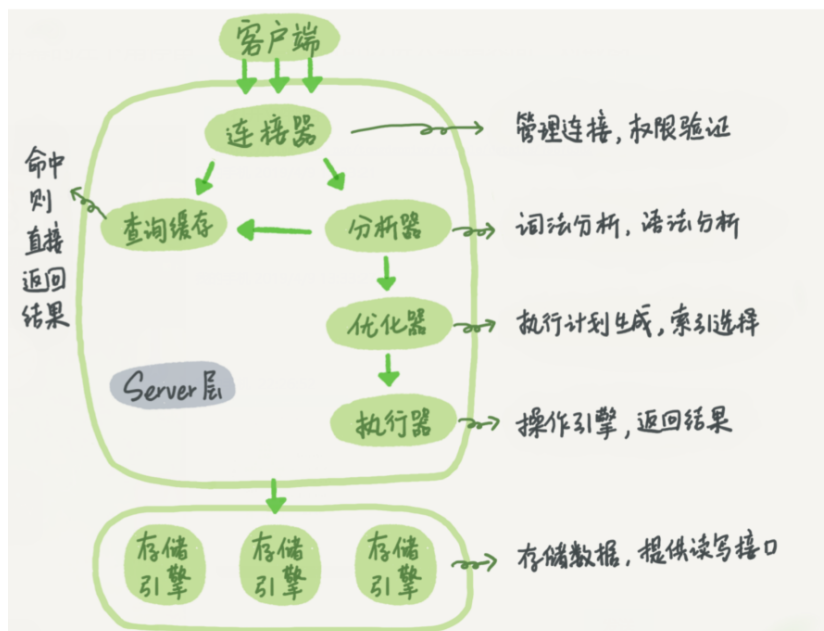 客户端
连接器
管理连接，权限验证
命中
则
直接
返回
结果
查询缓存
分析器
词法分析，语法分析
优化器
执行计划生成，索引选择
Server层
执行器
操作引擎，返回结果
存储
引擎
存储
引擎
存储
引擎
存储数据，提供读写接口